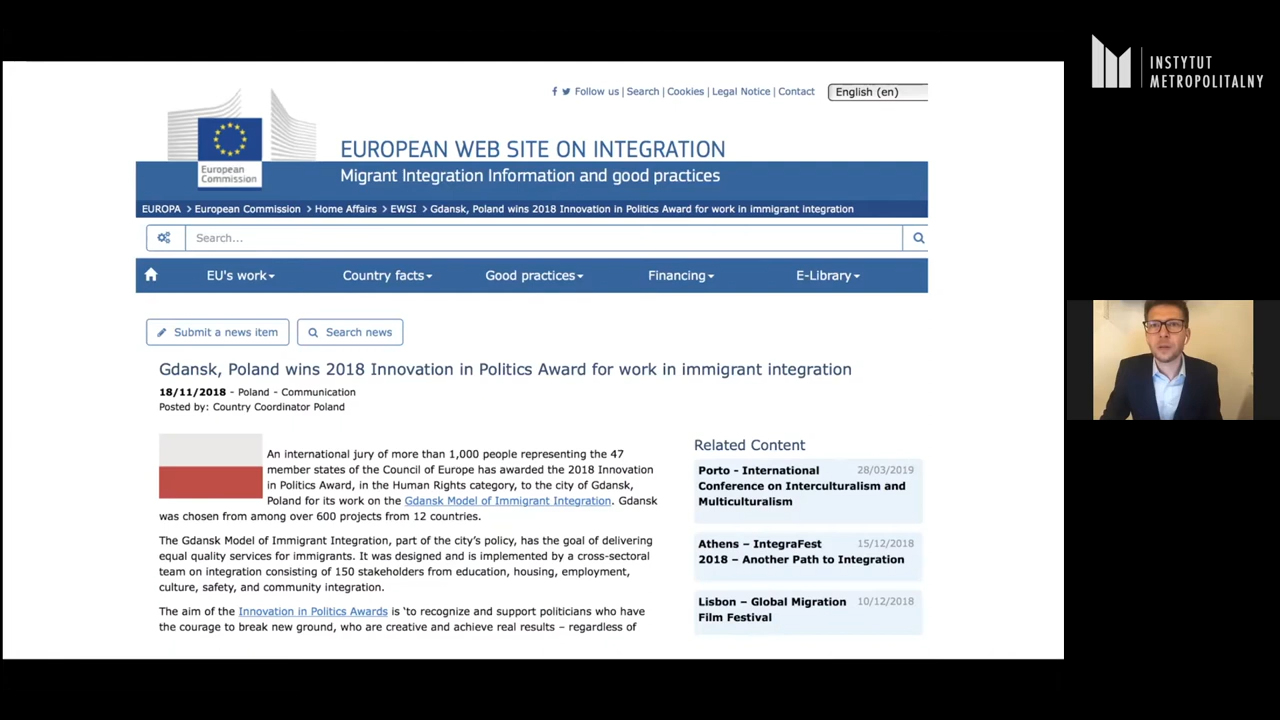 INSTYTUT
METROPOLITALNY
Follow us | Search | Cookies | Legal Notice | Contact
English (en)
European
Commission
EUROPEAN WEB SITE ON INTEGRATION
Migrant Integration Information and good practices
EUROPA > European Commission > Home Affairs > EWSI > Gdansk, Poland wins 2018 Innovation in Politics Award for work in immigrant integration
Search...
EU's work
Country facts
Good practices
Financing
E-Library
Submit a news item
Search news
Gdansk, Poland wins 2018 Innovation in Politics Award for work in immigrant integration
18/11/2018 - Poland - Communication
Posted by: Country Coordinator Poland
An international jury of more than 1,000 people representing the 47
member states of the Council of Europe has awarded the 2018 Innovation
in Politics Award, in the Human Rights category, to the city of Gdansk,
Poland for its work on the Gdansk Model of Immigrant Integration. Gdansk
was chosen from among over 600 projects from 12 countries.
The Gdansk Model of Immigrant Integration, part of the city's policy, has the goal of delivering
equal quality services for immigrants. It was designed and is implemented by a cross-sectoral
team on integration consisting of 150 stakeholders from education, housing, employment,
culture, safety, and community integration.
The aim of the Innovation in Politics Awards is 'to recognize and support politicians who have
the courage to break new ground, who are creative and achieve real results – regardless of
Related Content
Porto - International 28/03/2019
Conference on Interculturalism and
Multiculturalism
Athens – IntegraFest 15/12/2018
2018 – Another Path to Integration
Lisbon – Global Migration 10/12/2018
Film Festival